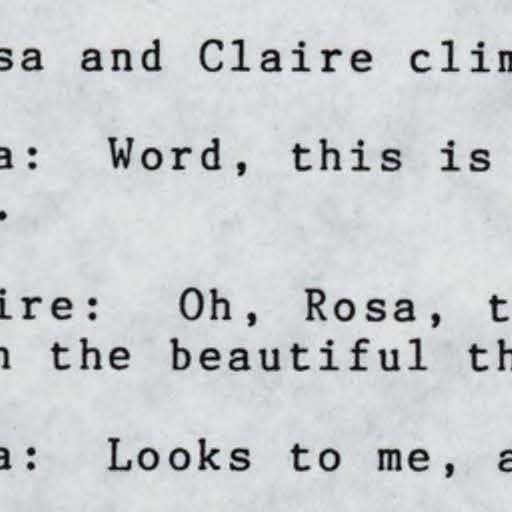 sa and Claire clim
a: Word, this is
.
ire: Oh, Rosa, t
n the beautiful th
a: Looks to me, a